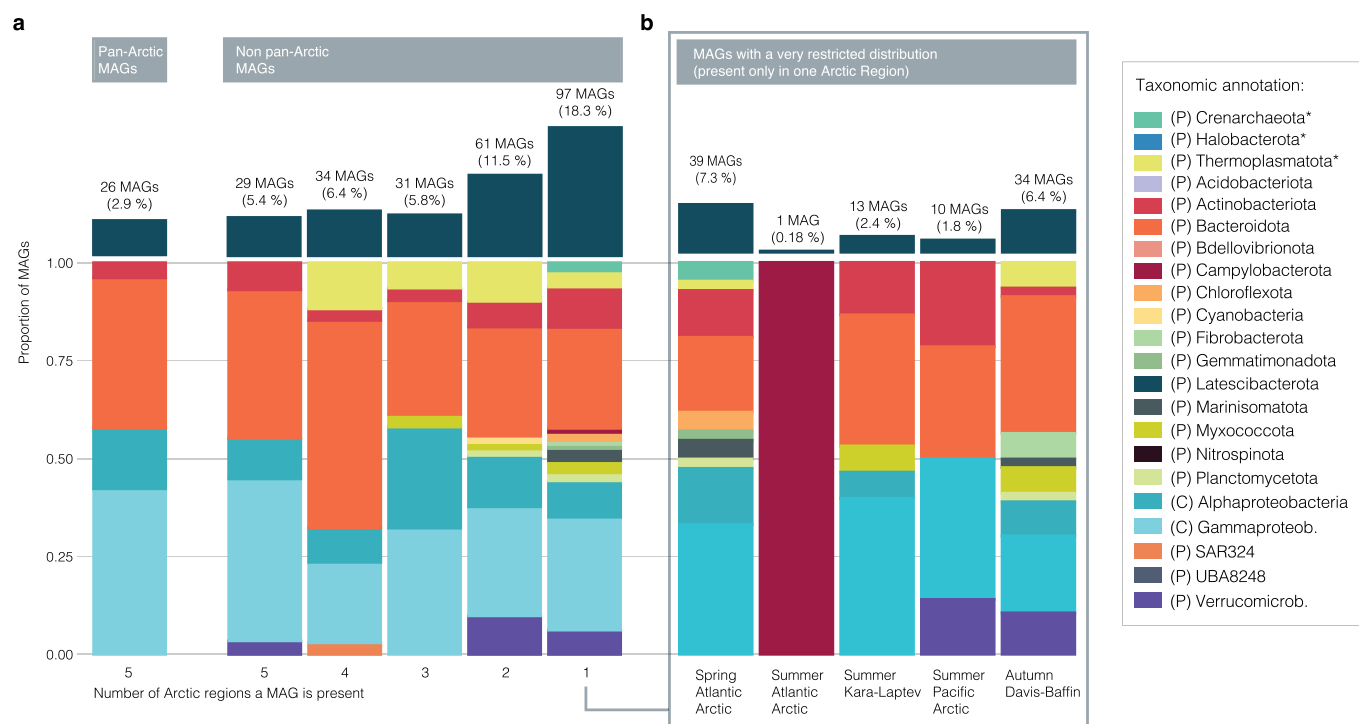 a
b
Pan-Arctic
MAGs
Non pan-Arctic
MAGs
MAGs with a very restricted distribution
(present only in one Arctic Region)
26 MAGs
(2.9 %)
29 MAGs
(5.4 %)
34 MAGs
(6.4 %)
31 MAGs
(5.8%)
61 MAGs
(11.5 %)
97 MAGs
(18.3 %)
39 MAGs
(7.3 %)
1 MAG
(0.18 %)
13 MAGs
(2.4 %)
10 MAGs
(1.8 %)
34 MAGs
(6.4 %)
Proportion of MAGs
1.00
0.75
0.50
0.25
0.00
5
5
4
3
2
1
Number of Arctic regions a MAG is present
Spring
Atlantic
Arctic
Summer
Atlantic
Arctic
Summer
Kara-Laptev
Summer
Pacific
Arctic
Autumn
Davis-Baffin
Taxonomic annotation:
(P) Crenarchaeota*
(P) Halobacterota*
(P) Thermoplasmatota*
(P) Acidobacteriota
(P) Actinobacteriota
(P) Bacteroidota
(P) Bdellovibrionota
(P) Campylobacterota
(P) Chloroflexota
(P) Cyanobacteria
(P) Fibrobacterota
(P) Gemmatimonadota
(P) Latescibacterota
(P) Marinisomatota
(P) Myxococcota
(P) Nitrospinota
(P) Planctomycetota
(C) Alphaproteobacteria
(C) Gammaproteob.
(P) SAR324
(P) UBA8248
(P) Verrucomicrob.